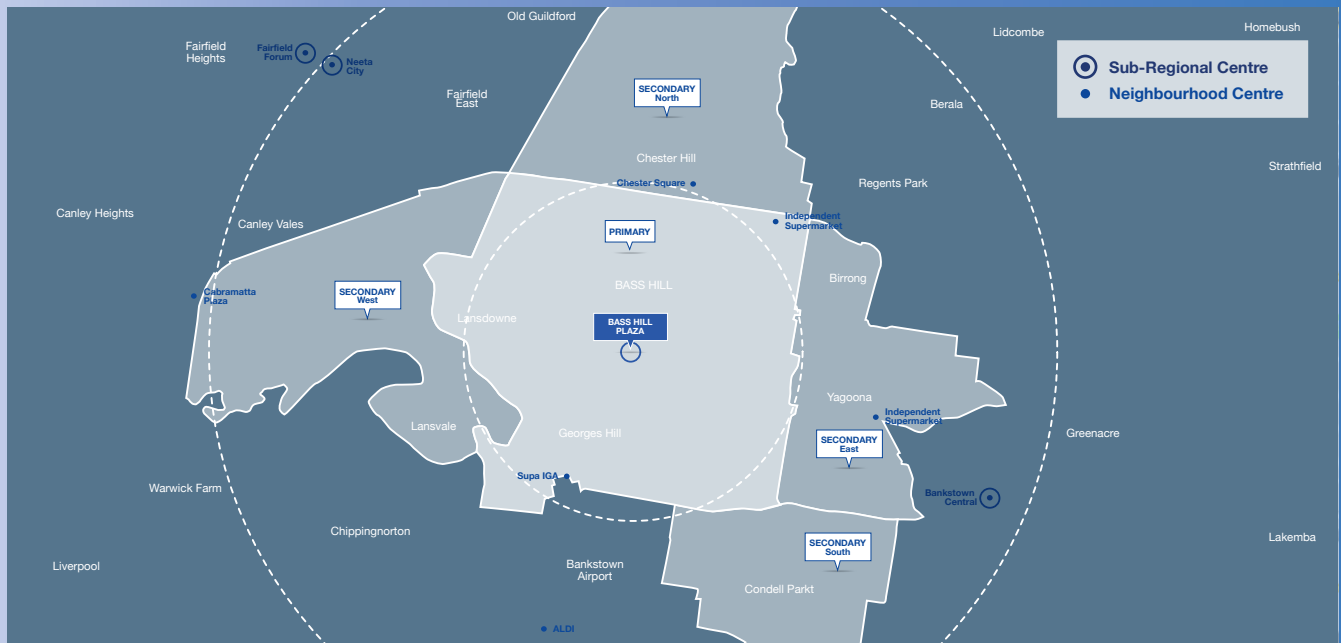 Old Guildford
Homebush
Lidcombe
Fairfield
Heights
Fairfield
Forum
Neeta
City
Sub-Regional Centre
Neighbourhood Centre
Fairfield
East
SECONDARY
North
Berala
Chester Hill
Strathfield
Chester Square
Regents Park
Canley Heights
Canley Vales
Independent
Supermarket
PRIMARY
Birrong
BASS HILL
Cabramatta
Plaza
SECONDARY
West
Lansdowne
BASS HILL
PLAZA
Yagoona
Independent
Supermarket
Lansvale
Georges Hill
Greenacre
SECONDARY
East
Supa IGA
Warwick Farm
Bankstown
Central
Chippingnorton
Lakemba
SECONDARY
South
Liverpool
Bankstown
Airport
Condell Parkt
ALDI